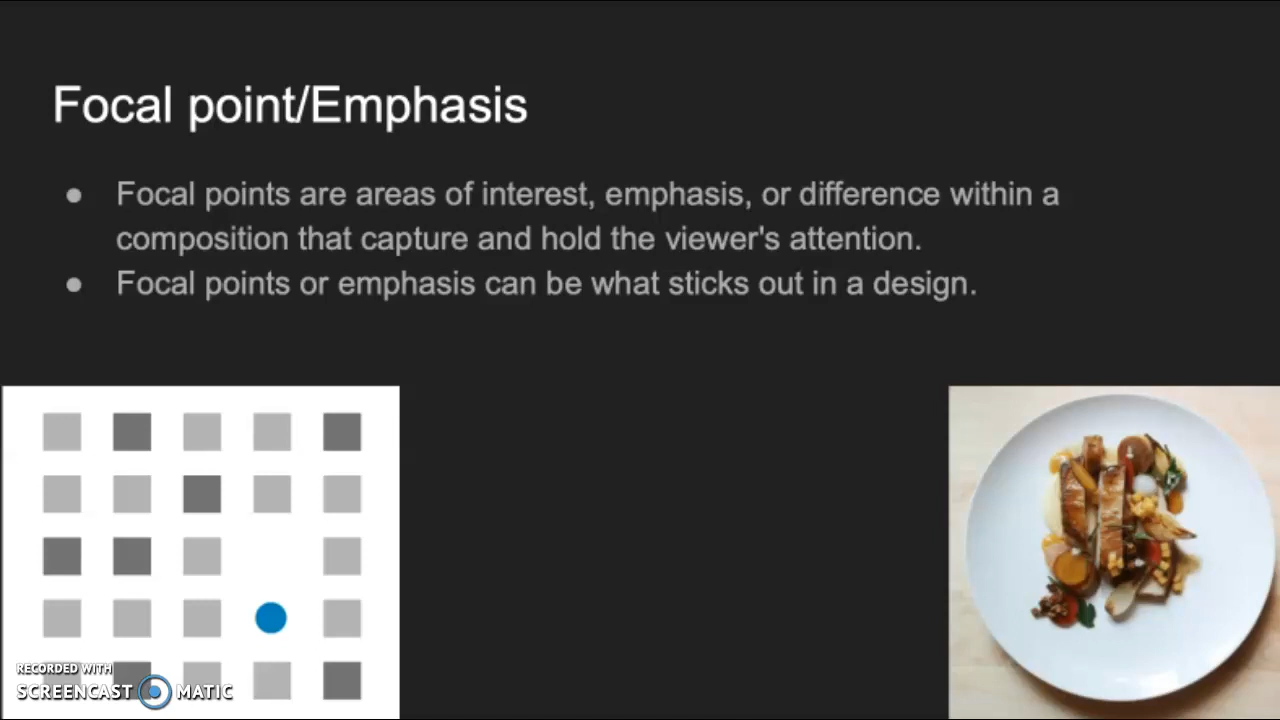 Focal point/Emphasis
● Focal points are areas of interest, emphasis, or difference within a
composition that capture and hold the viewer's attention.
● Focal points or emphasis can be what sticks out in a design.
RECORDED WITH
SCREENCAST MATIC